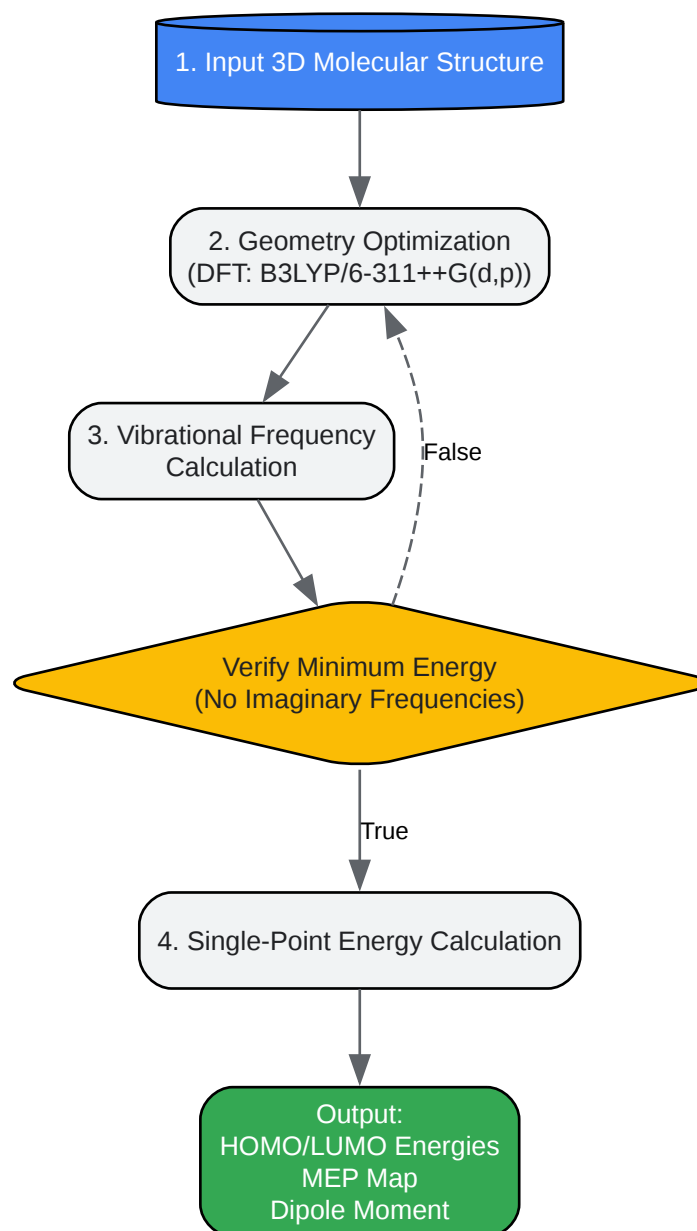 1. Input 3D Molecular Structure
2. Geometry Optimization
(DFT: B3LYP/6-311++G(d,p))
3. Vibrational Frequency
Calculation
False
Verify Minimum Energy
(No Imaginary Frequencies)
True
4. Single-Point Energy Calculation
Output:
HOMO/LUMO Energies
MEP Map
Dipole Moment